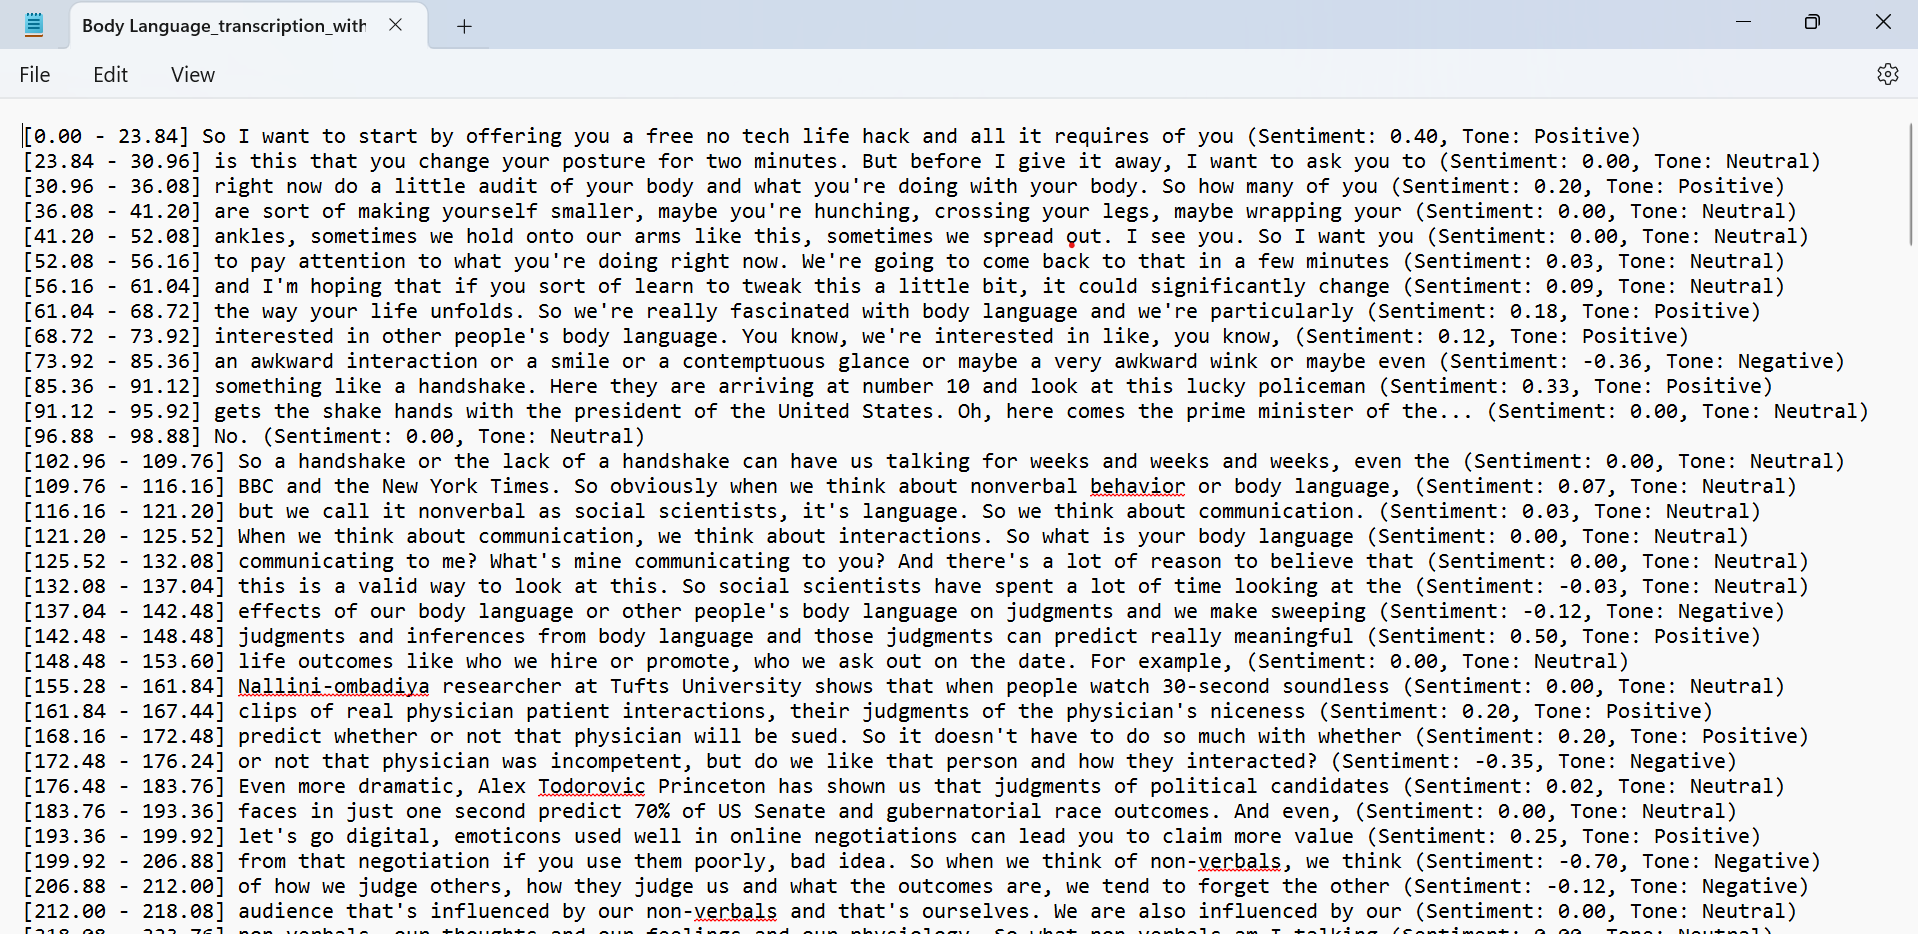 Body Language_transcription_with
File Edit View
[0.00 - 23.84] So I want to start by offering you a free no tech life hack and all it requires of you (Sentiment: 0.40, Tone: Positive)
[23.84 - 30.96] is this that you change your posture for two minutes. But before I give it away, I want to ask you to (Sentiment: 0.00, Tone: Neutral)
[30.96 - 36.08] right now do a little audit of your body and what you're doing with your body. So how many of you (Sentiment: 0.20, Tone: Positive)
[36.08 - 41.20] are sort of making yourself smaller, maybe you're hunching, crossing your legs, maybe wrapping your (Sentiment: 0.00, Tone: Neutral)
[41.20 - 52.08] ankles, sometimes we hold onto our arms like this, sometimes we spread out. I see you. So I want you (Sentiment: 0.00, Tone: Neutral)
[52.08 - 56.16] to pay attention to what you're doing right now. We're going to come back to that in a few minutes (Sentiment: 0.03, Tone: Neutral)
[56.16 - 61.04] and I'm hoping that if you sort of learn to tweak this a little bit, it could significantly change (Sentiment: 0.09, Tone: Neutral)
[61.04 - 68.72] the way your life unfolds. So we're really fascinated with body language and we're particularly (Sentiment: 0.18, Tone: Positive)
[68.72 - 73.92] interested in other people's body language. You know, we're interested in like, you know, (Sentiment: 0.12, Tone: Positive)
[73.92 - 85.36] an awkward interaction or a smile or a contemptuous glance or maybe a very awkward wink or maybe even (Sentiment: -0.36, Tone: Negative)
[85.36 - 91.12] something like a handshake. Here they are arriving at number 10 and look at this lucky policeman (Sentiment: 0.33, Tone: Positive)
[91.12 - 95.92] gets the shake hands with the president of the United States. Oh, here comes the prime minister of the... (Sentiment: 0.00, Tone: Neutral)
[96.88 - 98.88] No. (Sentiment: 0.00, Tone: Neutral)
[102.96 - 109.76] So a handshake or the lack of a handshake can have us talking for weeks and weeks and weeks, even the (Sentiment: 0.00, Tone: Neutral)
[109.76 - 116.16] BBC and the New York Times. So obviously when we think about nonverbal behavior or body language, (Sentiment: 0.07, Tone: Neutral)
[116.16 - 121.20] but we call it nonverbal as social scientists, it's language. So we think about communication. (Sentiment: 0.03, Tone: Neutral)
[121.20 - 125.52] When we think about communication, we think about interactions. So what is your body language (Sentiment: 0.00, Tone: Neutral)
[125.52 - 132.08] communicating to me? What's mine communicating to you? And there's a lot of reason to believe that (Sentiment: 0.00, Tone: Neutral)
[132.08 - 137.04] this is a valid way to look at this. So social scientists have spent a lot of time looking at the (Sentiment: -0.03, Tone: Neutral)
[137.04 - 142.48] effects of our body language or other people's body language on judgments and we make sweeping (Sentiment: -0.12, Tone: Negative)
[142.48 - 148.48] judgments and inferences from body language and those judgments can predict really meaningful (Sentiment: 0.50, Tone: Positive)
[148.48 - 153.60] life outcomes like who we hire or promote, who we ask out on the date. For example, (Sentiment: 0.00, Tone: Neutral)
[155.28 - 161.84] Nallini-ombadiya researcher at Tufts University shows that when people watch 30-second soundless (Sentiment: 0.00, Tone: Neutral)
[161.84 - 167.44] clips of real physician patient interactions, their judgments of the physician's niceness (Sentiment: 0.20, Tone: Positive)
[168.16 - 172.48] predict whether or not that physician will be sued. So it doesn't have to do so much with whether (Sentiment: 0.20, Tone: Positive)
[172.48 - 176.24] or not that physician was incompetent, but do we like that person and how they interacted? (Sentiment: -0.35, Tone: Negative)
[176.48 - 183.76] Even more dramatic, Alex Todorovic Princeton has shown us that judgments of political candidates (Sentiment: 0.02, Tone: Neutral)
[183.76 - 193.36] faces in just one second predict 70% of US Senate and gubernatorial race outcomes. And even, (Sentiment: 0.00, Tone: Neutral)
[193.36 - 199.92] let's go digital, emoticons used well in online negotiations can lead you to claim more value (Sentiment: 0.25, Tone: Positive)
[199.92 - 206.88] from that negotiation if you use them poorly, bad idea. So when we think of non-verbals, we think (Sentiment: -0.70, Tone: Negative)
[206.88 - 212.00] of how we judge others, how they judge us and what the outcomes are, we tend to forget the other (Sentiment: -0.12, Tone: Negative)
[212.00 - 218.08] audience that's influenced by our non-verbals and that's ourselves. We are also influenced by our (Sentiment: 0.00, Tone: Neutral)